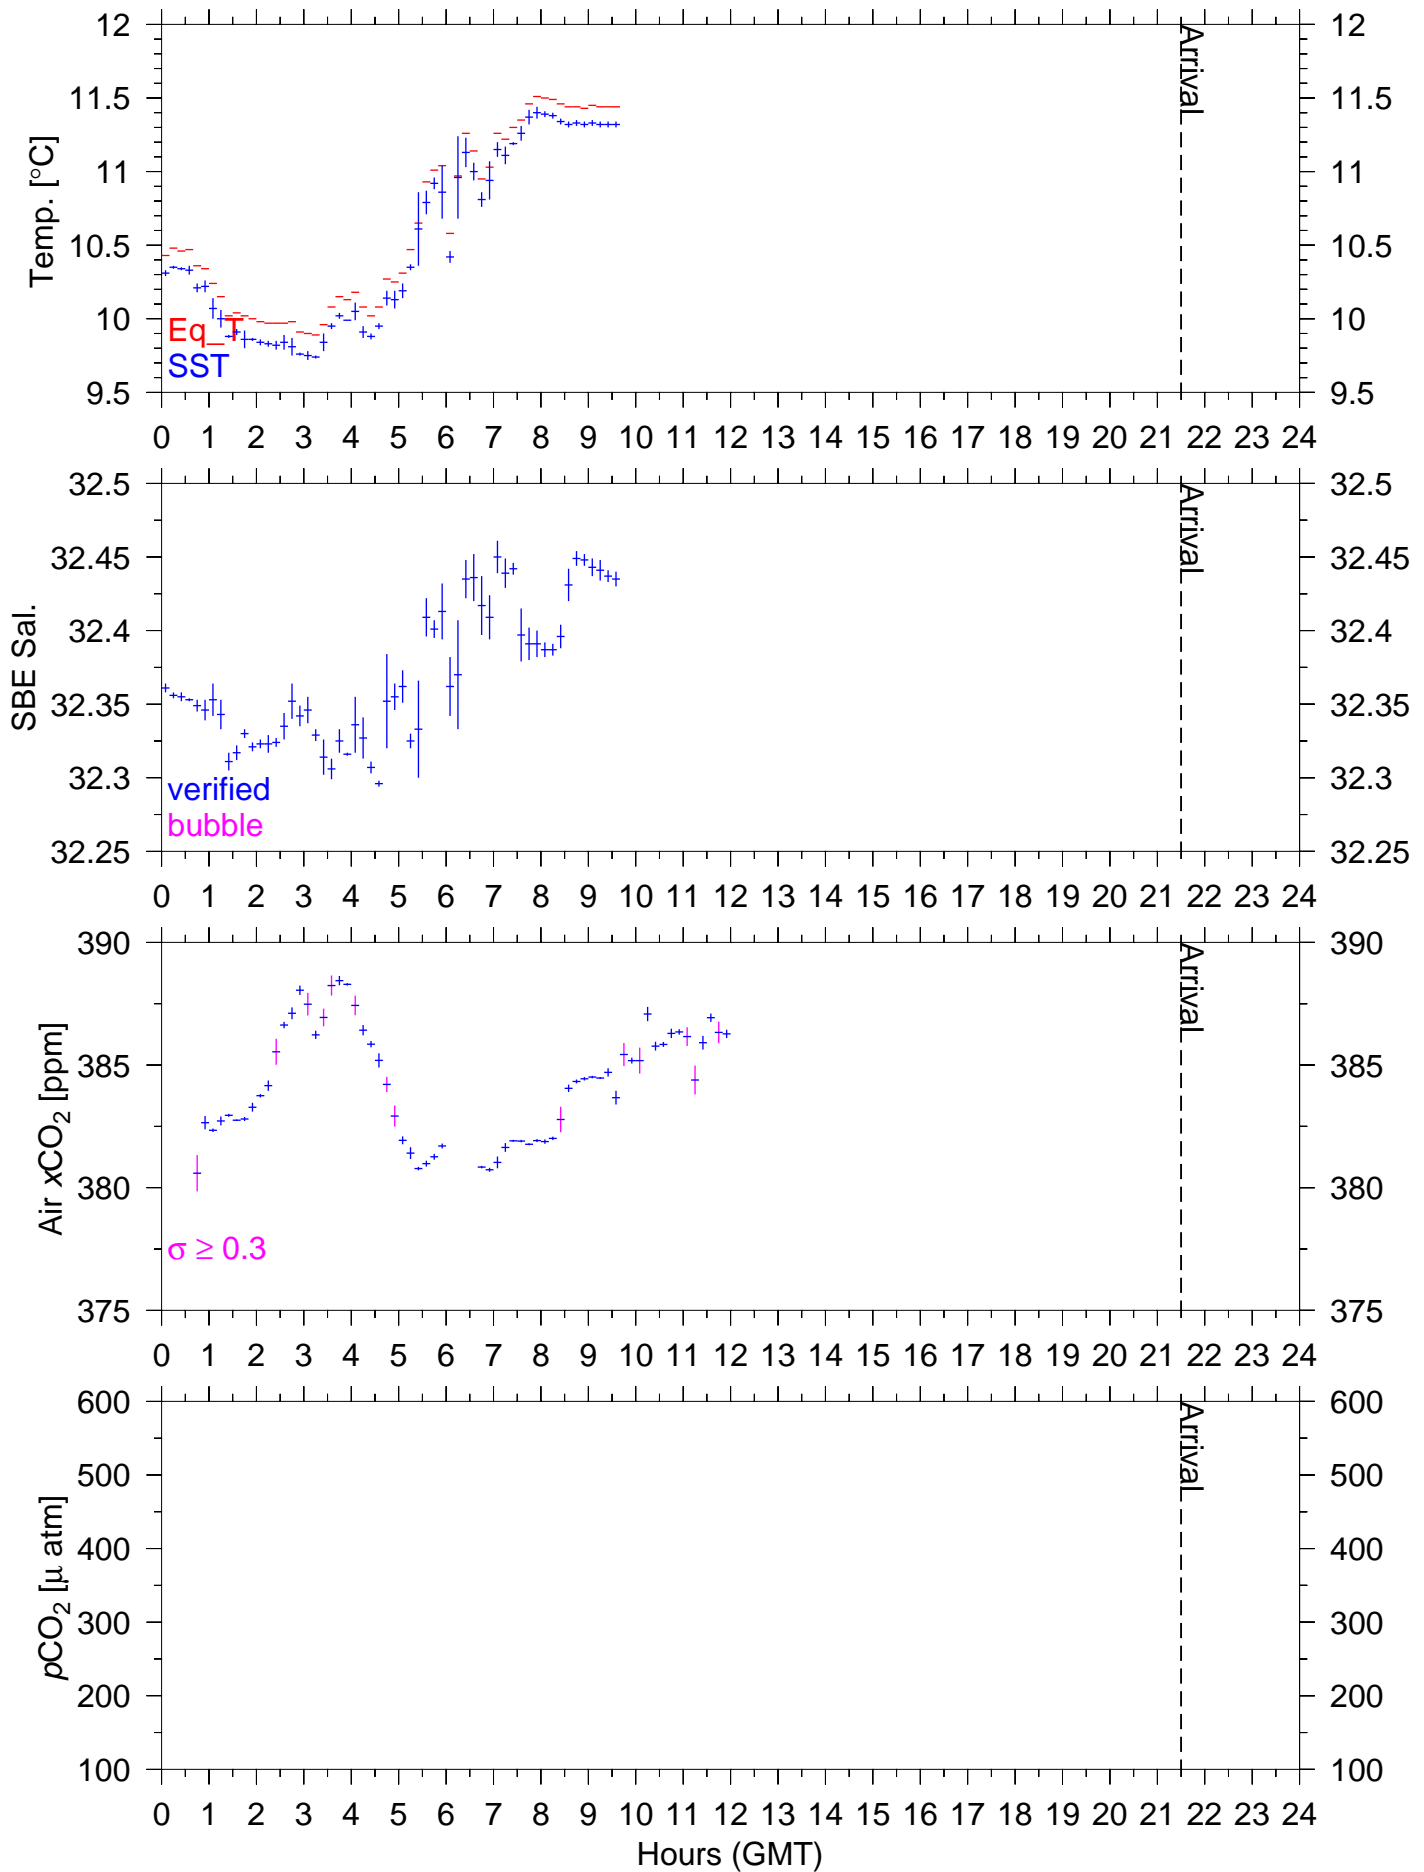 12 12
11.5 11.5
11 11
10.5 10.5
10 10
9.5 9.5
Temp. [°C]
Eq_T
SST
Arrival
0 1 2 3 4 5 6 7 8 9 10 11 12 13 14 15 16 17 18 19 20 21 22 23 24
32.5 32.5
32.45 32.45
32.4 32.4
32.35 32.35
32.3 32.3
32.25 32.25
SBE Sal.
verified
bubble
Arrival
0 1 2 3 4 5 6 7 8 9 10 11 12 13 14 15 16 17 18 19 20 21 22 23 24
390 390
385 385
380 380
375 375
Air xCO₂ [ppm]
σ ≥ 0.3
Arrival
0 1 2 3 4 5 6 7 8 9 10 11 12 13 14 15 16 17 18 19 20 21 22 23 24
600 600
500 500
400 400
300 300
200 200
100 100
pCO₂ [μ atm]
Arrival
0 1 2 3 4 5 6 7 8 9 10 11 12 13 14 15 16 17 18 19 20 21 22 23 24
Hours (GMT)